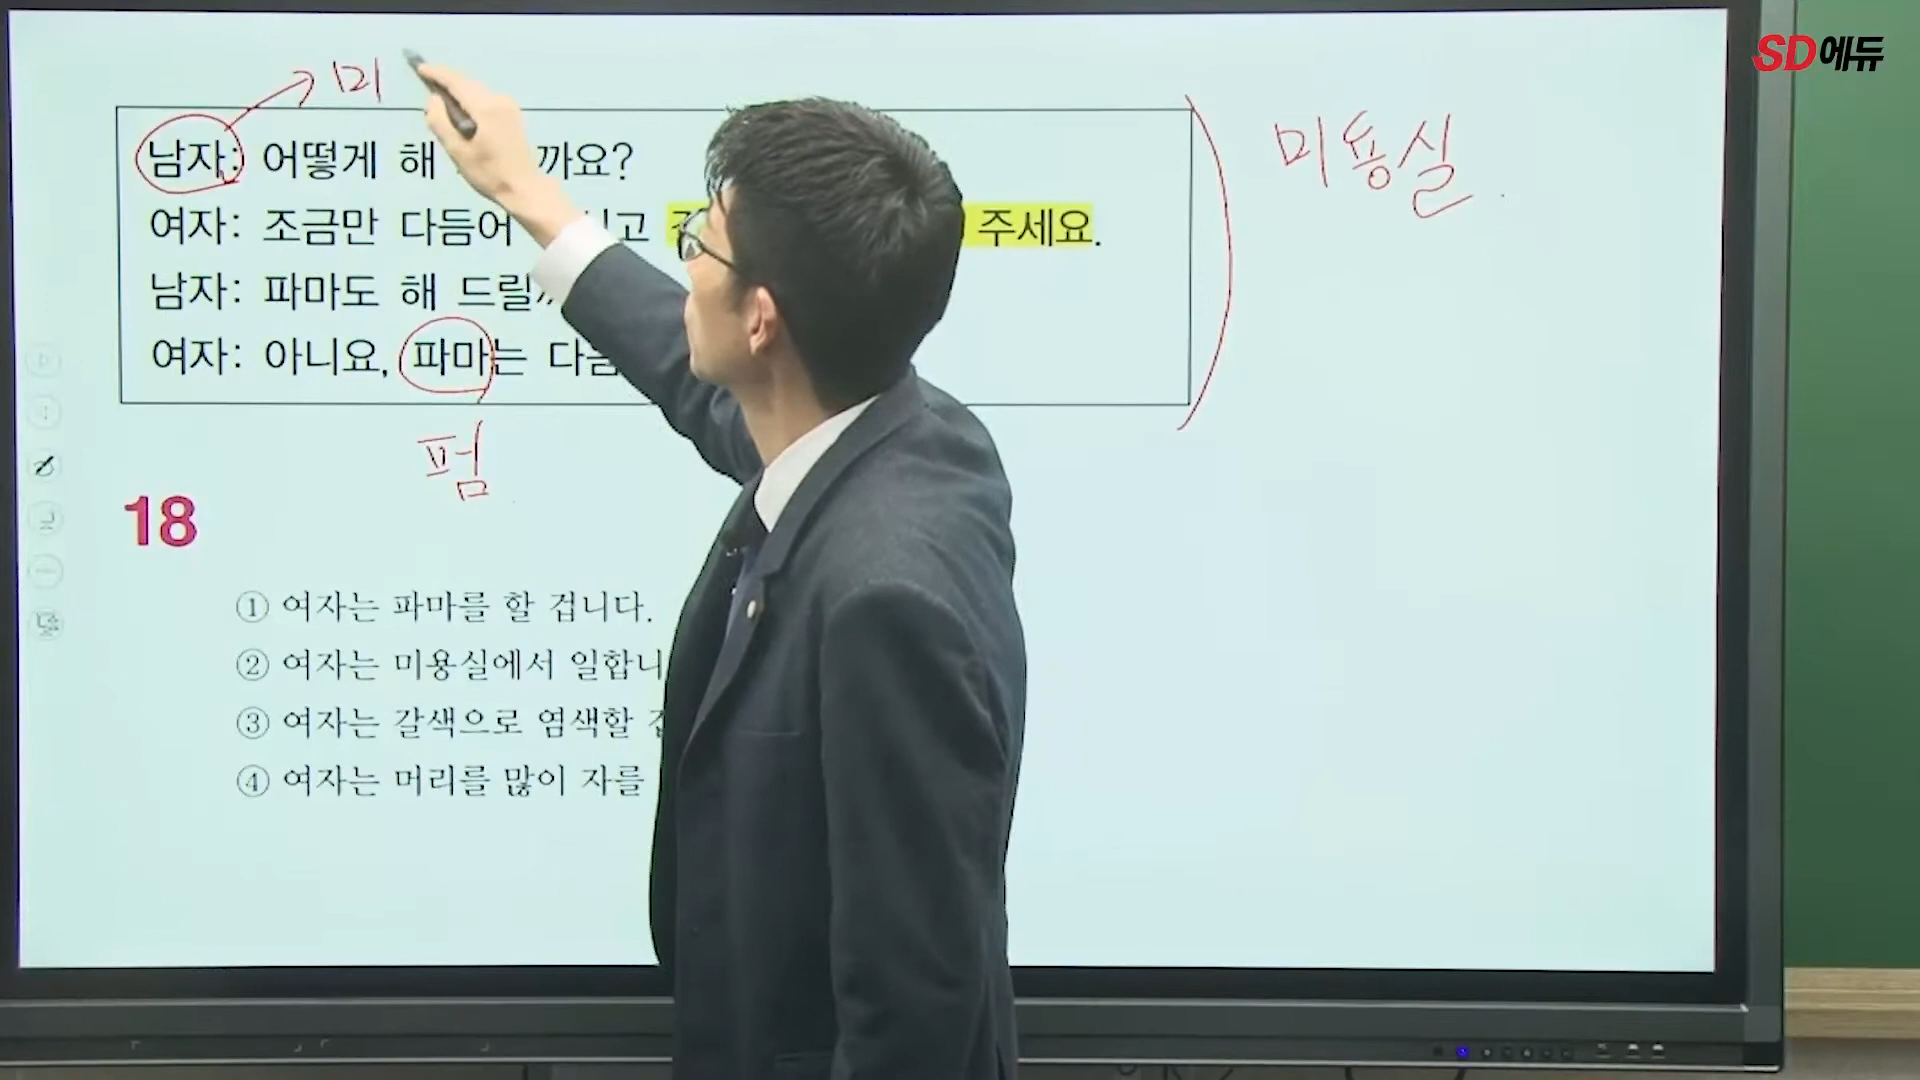 SD에듀
미
남자: 어떻게 해 까요?
여자: 조금만 다듬어 고 주세요.
남자: 파마도 해 드릴
여자: 아니요, 파마는
미용실
펌
18
① 여자는 파마를 할 겁니다.
② 여자는 미용실에서
③ 여자는 갈색으로 염색할
④ 여자는 머리를 많이 자를